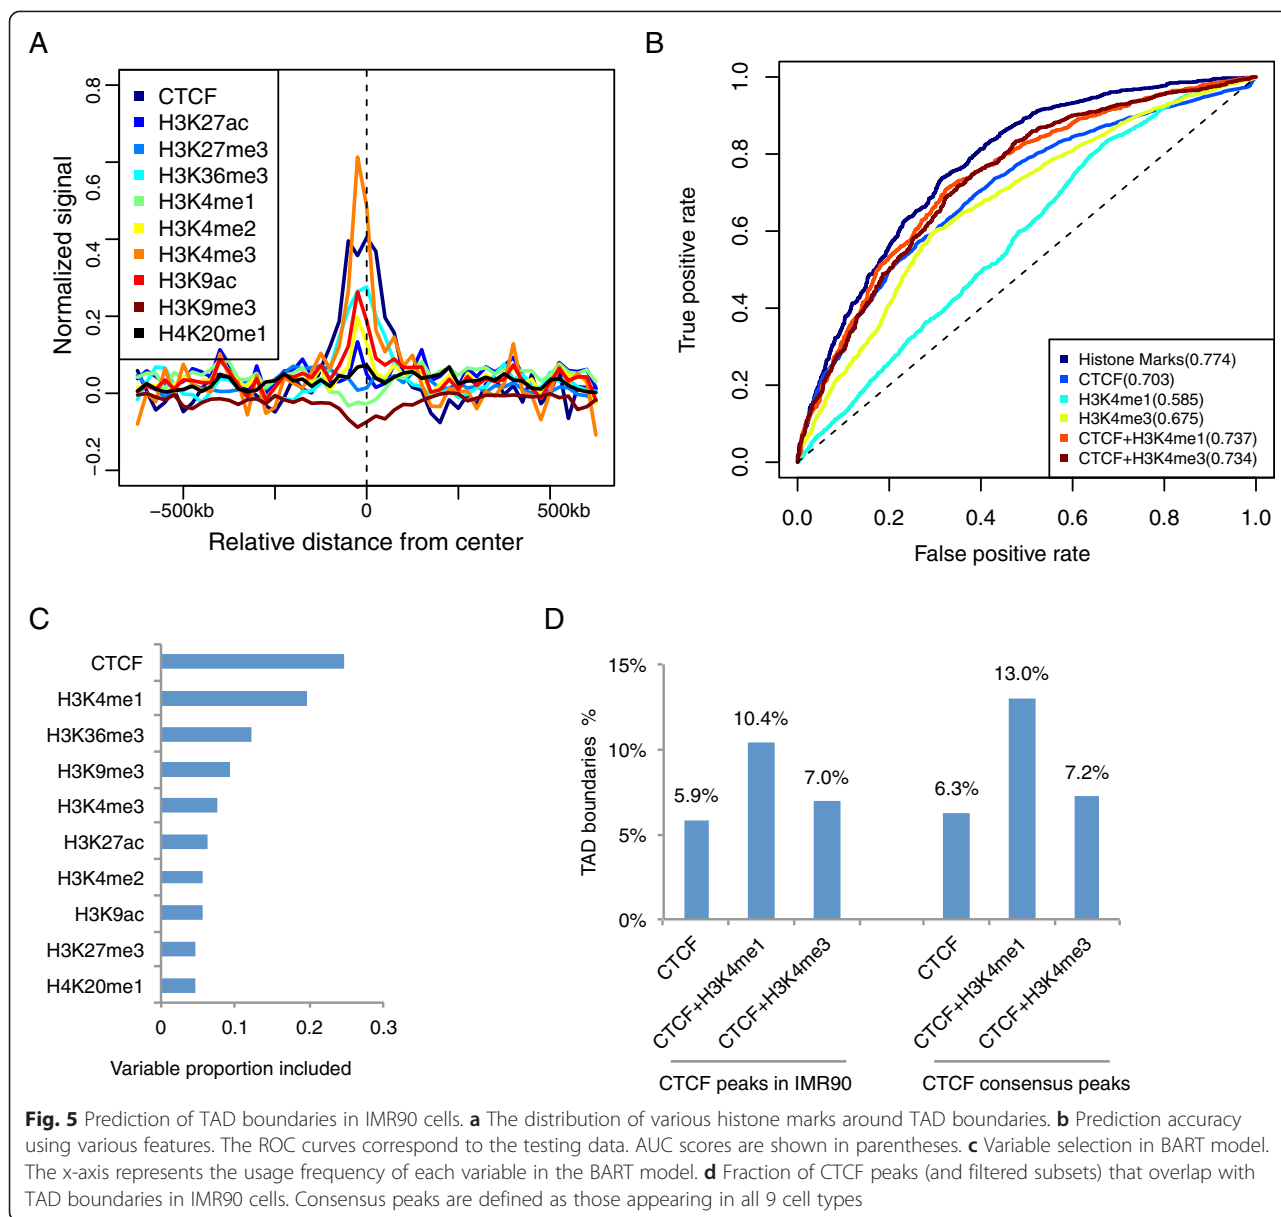 A
Normalized siginal
0.8
0.6
0.4
0.2
0.0
−0.2
CTCF
H3K27ac
H3K27me3
H3K36me3
H3K4me1
H3K4me2
H3K4me3
H3K9ac
H3K9me3
H4K20me1
−500kb
0
500kb
Relative distance from center
B
True positive rate
1.0
0.8
0.6
0.4
0.2
0.0
Histone Marks(0.774)
CTCF(0.703)
H3K4me1(0.585)
H3K4me3(0.675)
CTCF+H3K4me1(0.737)
CTCF+H3K4me3(0.734)
0.0
0.2
0.4
0.6
0.8
1.0
False positive rate
C
CTCF
H3K4me1
H3K36me3
H3K9me3
H3K4me3
H3K27ac
H3K4me2
H3K9ac
H3K27me3
H4K20me1
0
0.1
0.2
0.3
Variable proportion included
D
TAD boundaries %
15%
10%
5%
0%
5.9%
10.4%
7.0%
6.3%
13.0%
7.2%
CTCF
CTCF+H3K4me1
CTCF+H3K4me3
CTCF
CTCF+H3K4me1
CTCF+H3K4me3
CTCF peaks in IMR90
CTCF consensus peaks
Fig. 5 Prediction of TAD boundaries in IMR90 cells. a The distribution of various histone marks around TAD boundaries. b Prediction accuracy
using various features. The ROC curves correspond to the testing data. AUC scores are shown in parentheses. c Variable selection in BART model.
The x-axis represents the usage frequency of each variable in the BART model. d Fraction of CTCF peaks (and filtered subsets) that overlap with
TAD boundaries in IMR90 cells. Consensus peaks are defined as those appearing in all 9 cell types